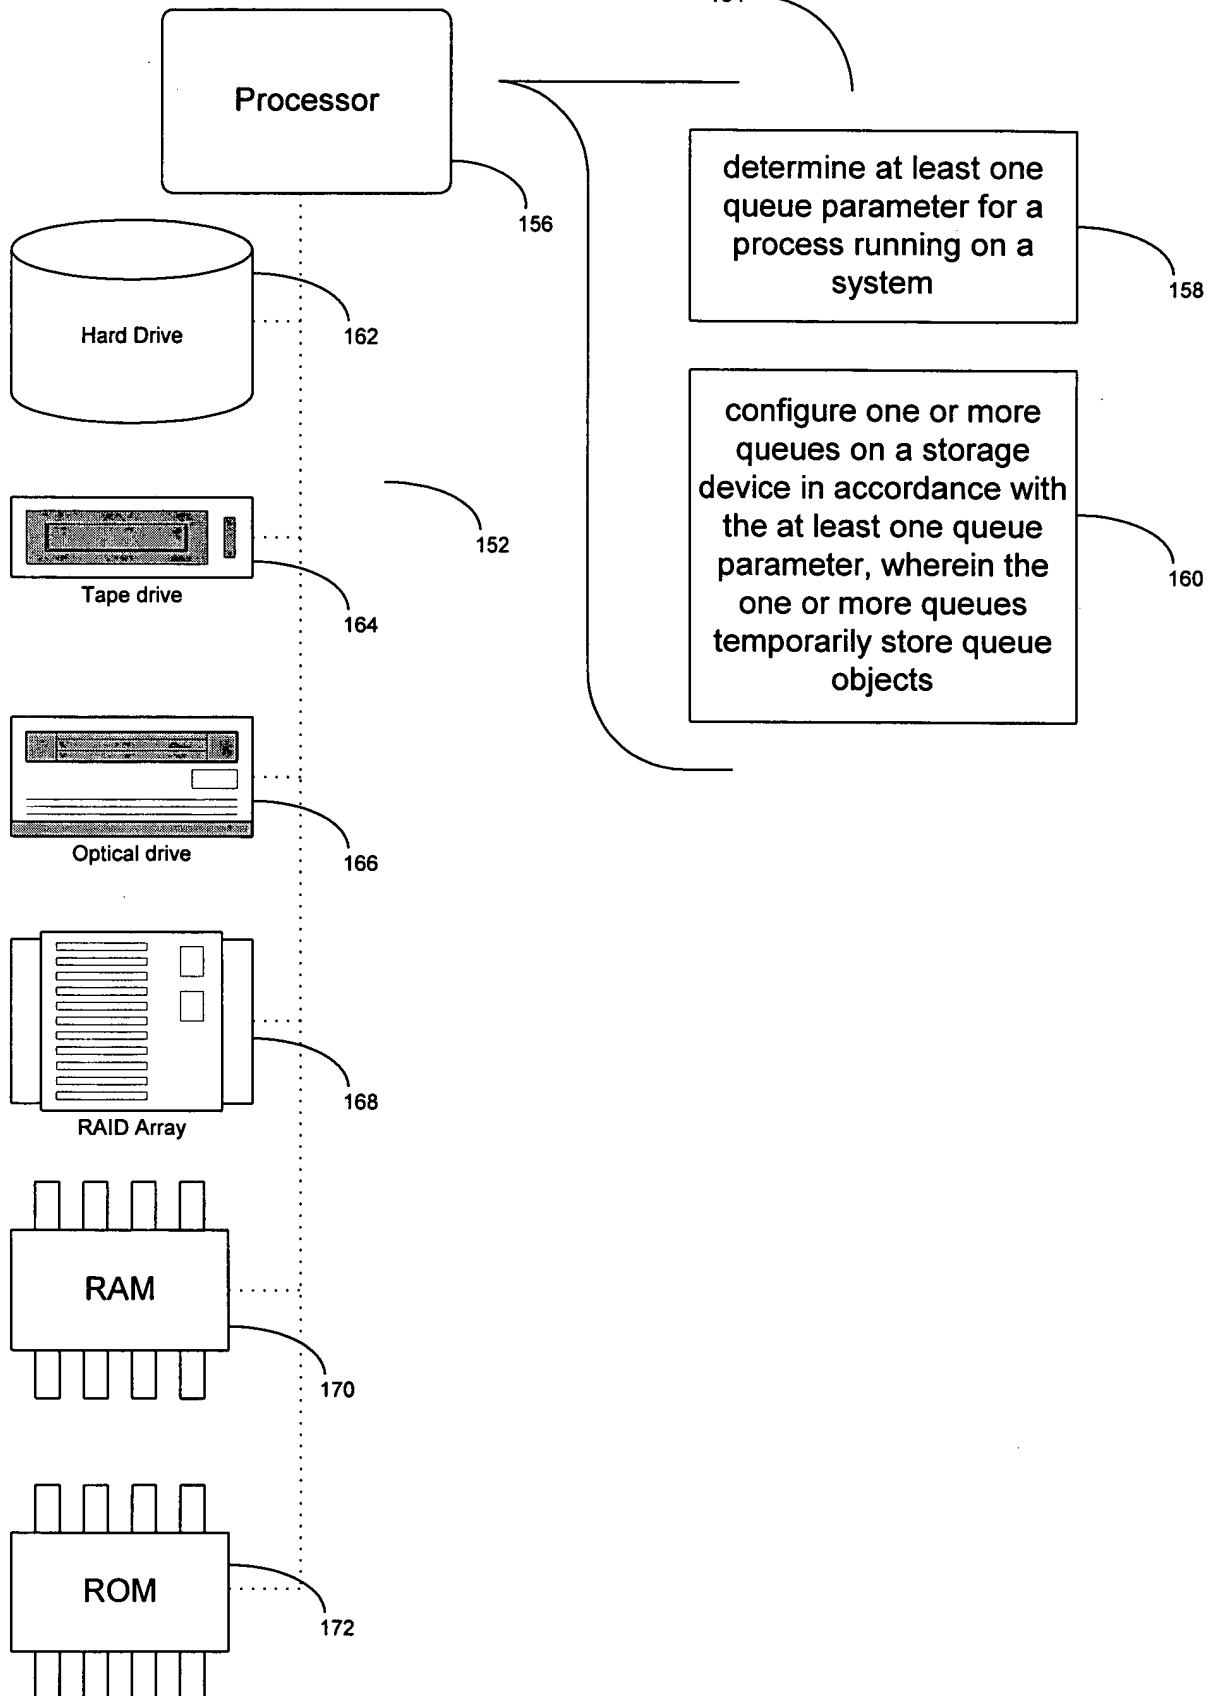 Processor
156
determine at least one
queue parameter for a
process running on a
system
158
Hard Drive
162
configure one or more
queues on a storage
device in accordance with
the at least one queue
parameter, wherein the
one or more queues
temporarily store queue
objects
160
152
Tape drive
164
Optical drive
166
RAID Array
168
RAM
170
ROM
172